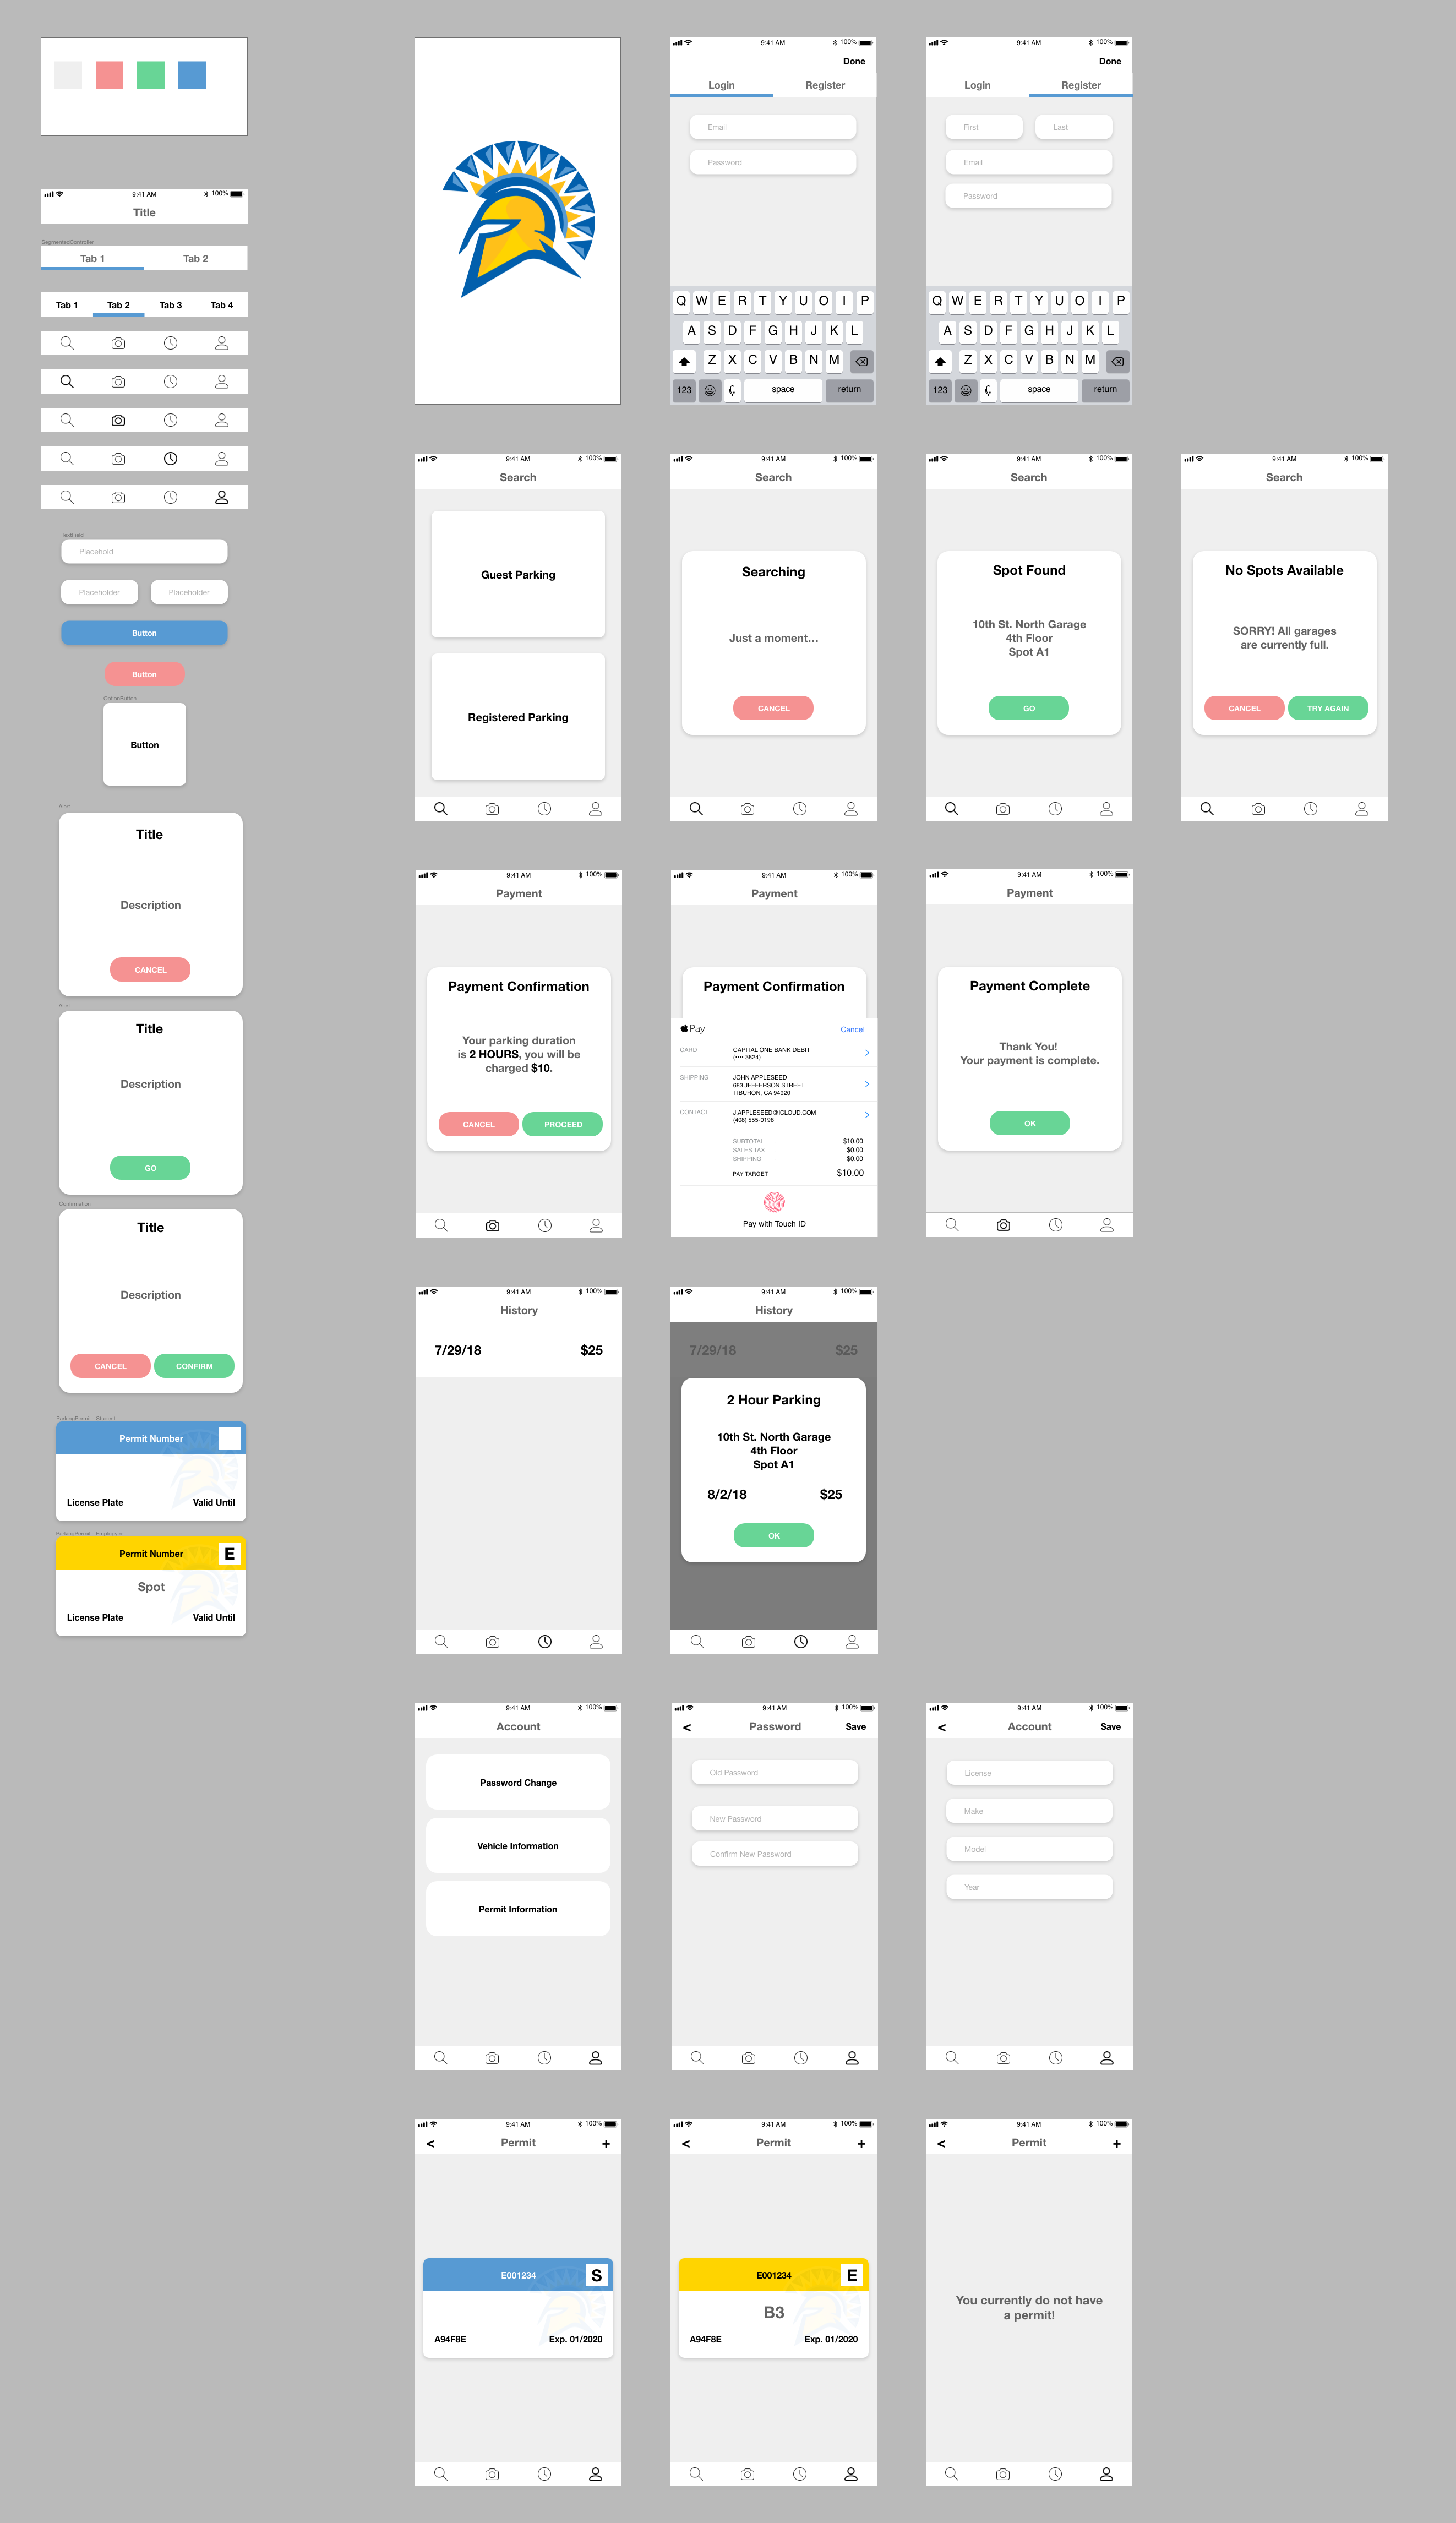 9:41 AM
100%
Title
SegmentedController
Tab 1
Tab 2
Tab 1
Tab 2
Tab 3
Tab 4
TextField
Placehold
Placeholder
Placeholder
Button
Button
OptionButton
Button
Alert
Title
Description
CANCEL
Alert
Title
Description
GO
Confirmation
Title
Description
CANCEL
CONFIRM
ParkingPermit - Student
Permit Number
License Plate
Valid Until
ParkingPermit - Employee
Permit Number
E
Spot
License Plate
Valid Until
9:41 AM
100%
Done
Login
Register
Email
Password
Q W E R T Y U O I P
A S D F G H J K L
Z X C V B N M
123
space
return
9:41 AM
100%
Done
Login
Register
First
Last
Email
Password
Q W E R T Y U O I P
A S D F G H J K L
Z X C V B N M
123
space
return
9:41 AM
100%
Search
Guest Parking
Registered Parking
9:41 AM
100%
Search
Searching
Just a moment...
CANCEL
9:41 AM
100%
Search
Spot Found
10th St. North Garage
4th Floor
Spot A1
GO
9:41 AM
100%
Search
No Spots Available
SORRY! All garages
are currently full.
CANCEL
TRY AGAIN
9:41 AM
100%
Payment
Payment Confirmation
Your parking duration
is 2 HOURS, you will be
charged $10.
CANCEL
PROCEED
9:41 AM
100%
Payment
Payment Confirmation
Pay
Cancel
CARD
CAPITAL ONE BANK DEBIT
(•••• 3824)
SHIPPING
JOHN APPLESEED
683 JEFFERSON STREET
TIBURON, CA 94920
CONTACT
J.APPLESEED@ICLOUD.COM
(408) 555-0198
SUBTOTAL $10.00
SALES TAX $0.00
SHIPPING $0.00
PAY TARGET $10.00
Pay with Touch ID
9:41 AM
100%
Payment
Payment Complete
Thank You!
Your payment is complete.
OK
9:41 AM
100%
History
7/29/18 $25
9:41 AM
100%
History
7/29/18 $25
2 Hour Parking
10th St. North Garage
4th Floor
Spot A1
8/2/18 $25
OK
9:41 AM
100%
Account
Password Change
Vehicle Information
Permit Information
9:41 AM
100%
< Password Save
Old Password
New Password
Confirm New Password
9:41 AM
100%
< Account Save
License
Make
Model
Year
9:41 AM
100%
< Permit +
E001234
S
A94F8E
Exp. 01/2020
9:41 AM
100%
< Permit +
E001234
E
B3
A94F8E
Exp. 01/2020
9:41 AM
100%
< Permit +
You currently do not have
a permit!